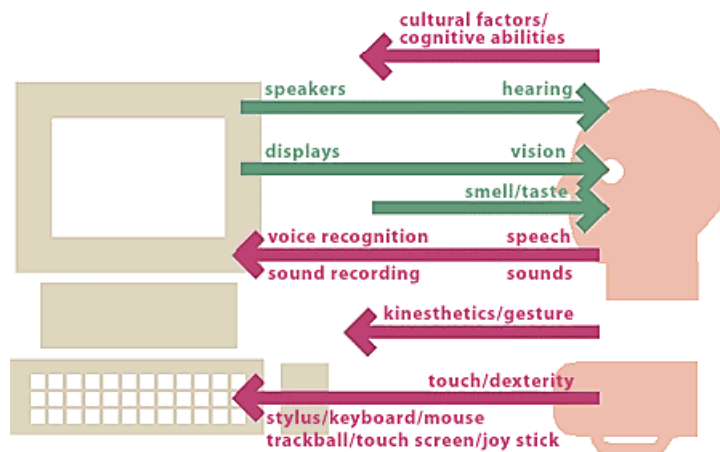 cultural factors/
cognitive abilities
speakers hearing
displays vision
smell/taste
voice recognition speech
sound recording sounds
kinesthetics/gesture
touch/dexterity
stylus/keyboard/mouse
trackball/touch screen/joy stick